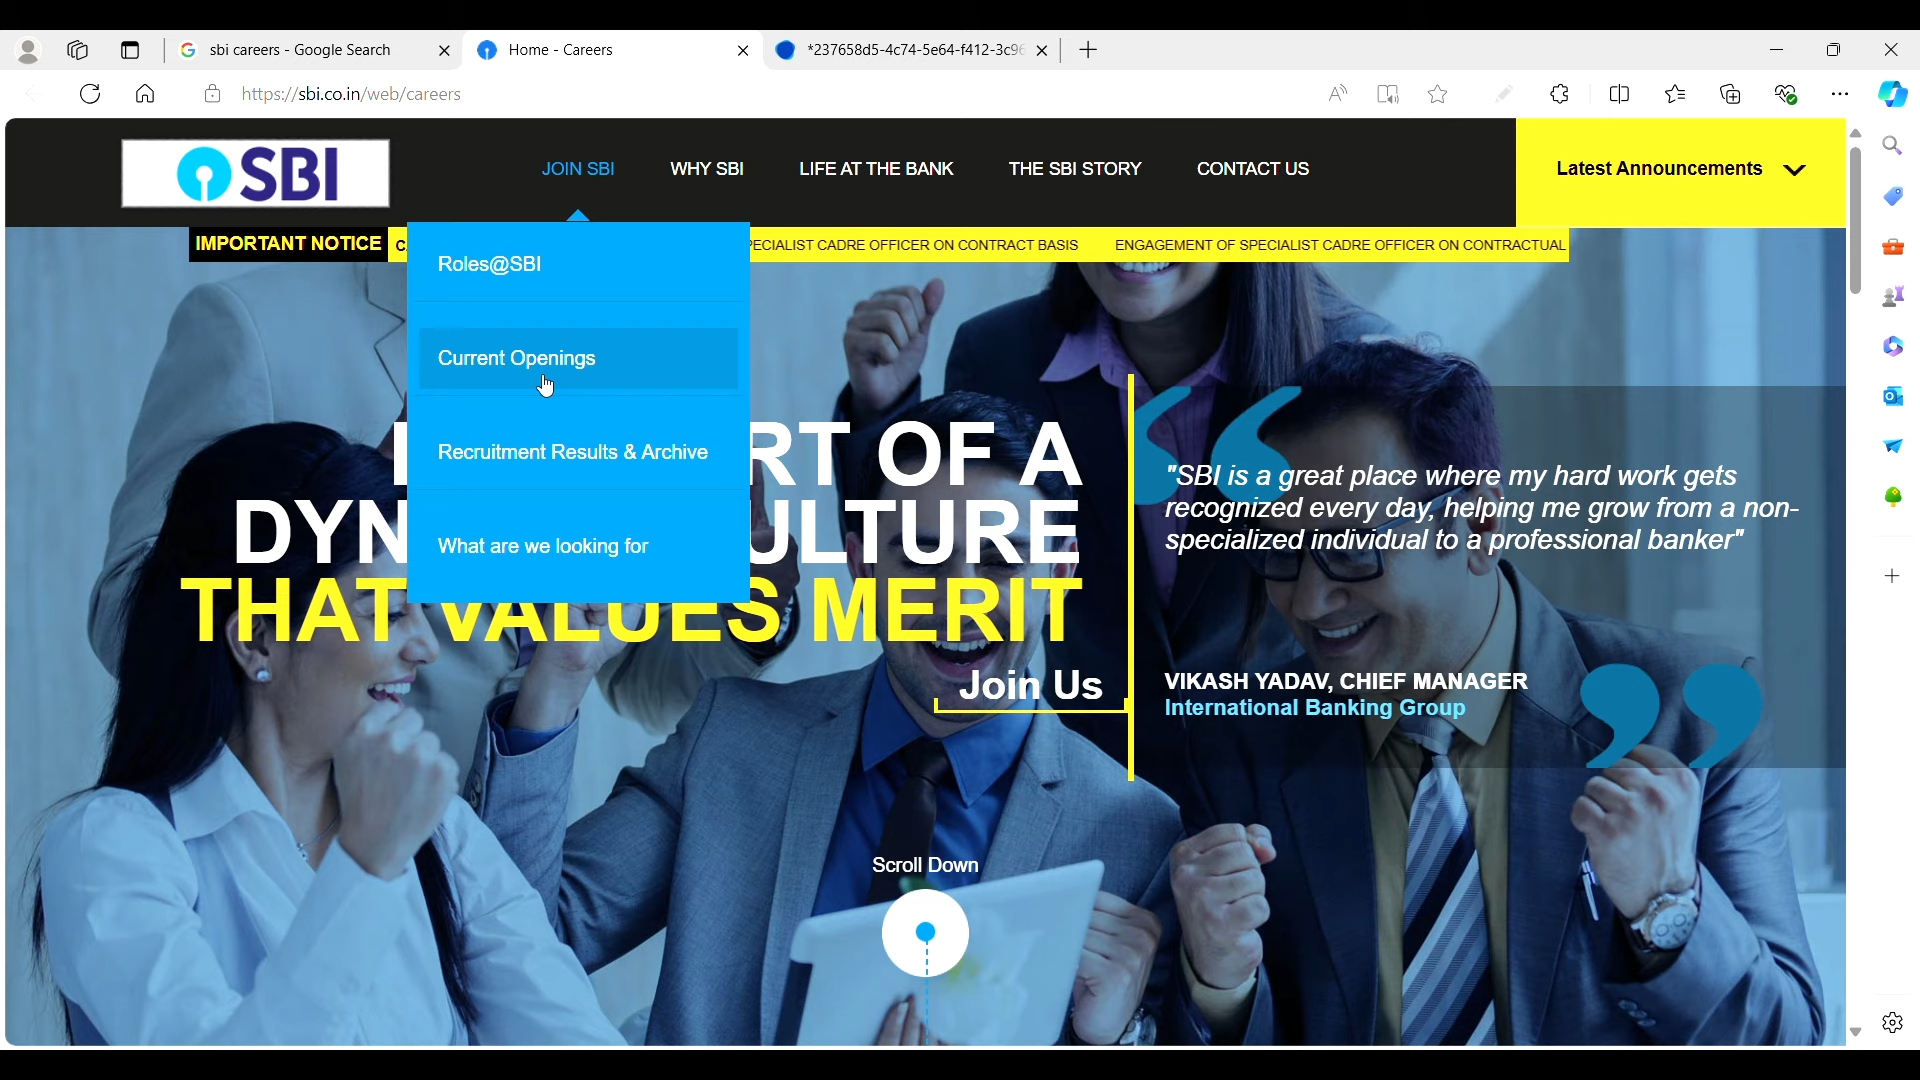 sbi careers - Google Search
Home - Careers
*237658d5-4c74-5e64-f412-3c96
https://sbi.co.in/web/careers
SBI
JOIN SBI
WHY SBI
LIFE AT THE BANK
THE SBI STORY
CONTACT US
Latest Announcements
IMPORTANT NOTICE
PECIALIST CADRE OFFICER ON CONTRACT BASIS
ENGAGEMENT OF SPECIALIST CADRE OFFICER ON CONTRACTUAL
Roles@SBI
Current Openings
Recruitment Results & Archive
What are we looking for
RT OF A
DYN ULTURE
THAT VALUES MERIT
Join Us
"SBI is a great place where my hard work gets
recognized every day, helping me grow from a non-
specialized individual to a professional banker"
VIKASH YADAV, CHIEF MANAGER
International Banking Group
Scroll Down